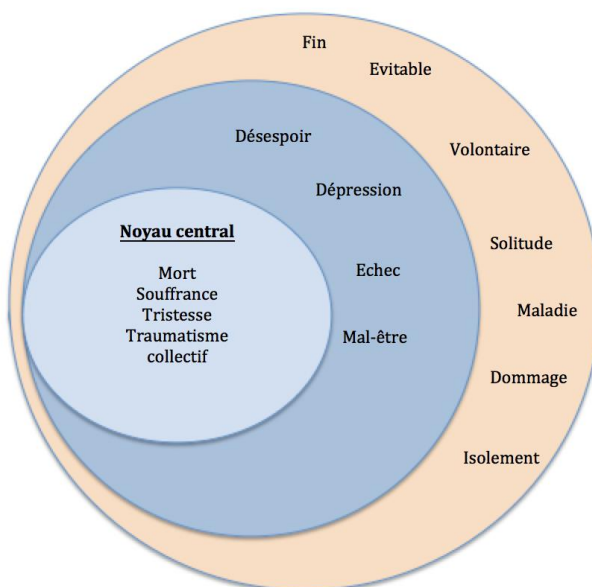 Fin
Evitable
Désespoir
Volontaire
Dépression
Noyau central
Solitude
Mort
Echec
Souffrance
Tristesse
Maladie
Traumatisme
Mal-être
collectif
Dommage
Isolement